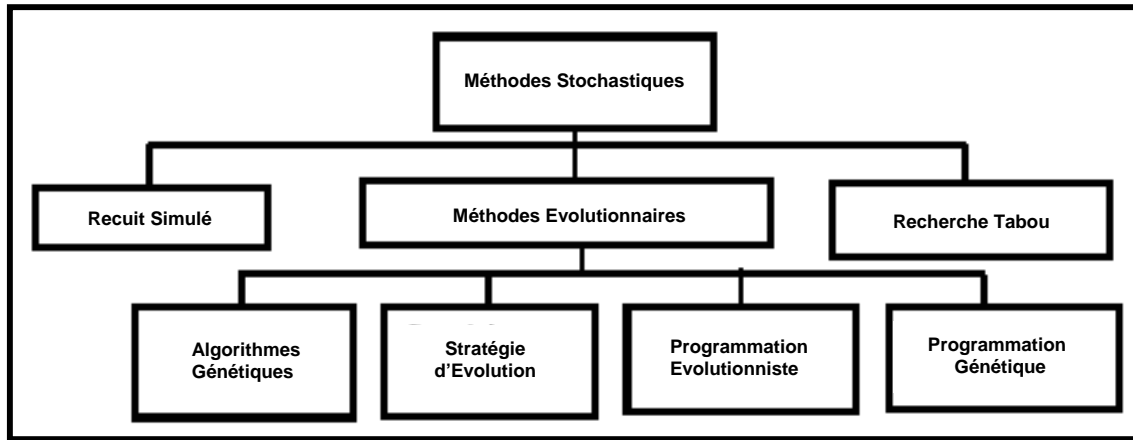 Méthodes Stochastiques
Recuit Simulé
Méthodes Evolutionnaires
Recherche Tabou
Algorithmes
Génétiques
Stratégie
d’Evolution
Programmation
Evolutionniste
Programmation
Génétique